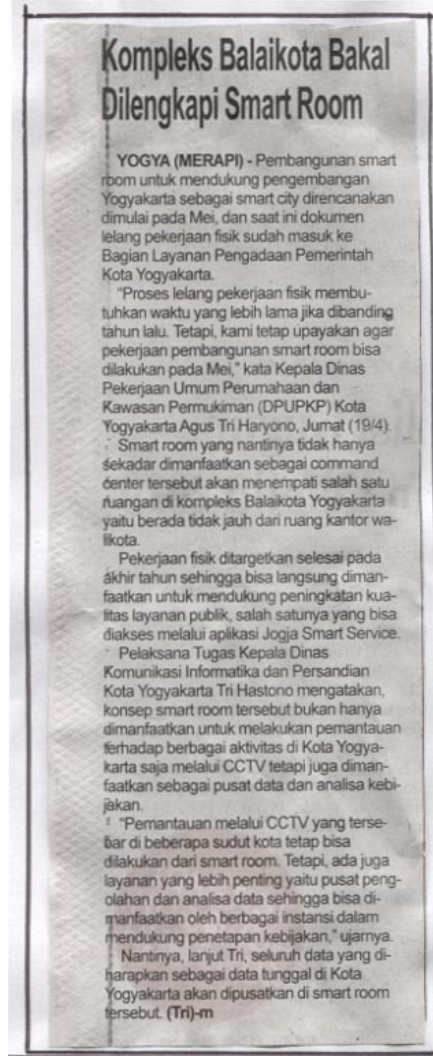 Kompleks Balaikota Bakal
Dilengkapi Smart Room
YOGYA (MERAPI) - Pembangunan smart
room untuk mendukung pengembangan
Yogyakarta sebagai smart city direncanakan
dimulai pada Mei, dan saat ini dokumen
lelang pekerjaan fisik sudah masuk ke
Bagian Layanan Pengadaan Pemerintah
Kota Yogyakarta.
"Proses lelang pekerjaan fisik membu-
tuhkan waktu yang lebih lama jika dibanding
tahun lalu. Tetapi, kami tetap upayakan agar
pekerjaan pembangunan smart room bisa
dilakukan pada Mei," kata Kepala Dinas
Pekerjaan Umum Perumahaan dan
Kawasan Permukiman (DPUPKP) Kota
Yogyakarta Agus Tri Haryono, Jumat (19/4).
Smart room yang nantinya tidak hanya
sekadar dimanfaatkan sebagai command
center tersebut akan menempati salah satu
ruangan di kompleks Balaikota Yogyakarta
yaitu berada tidak jauh dari ruang kantor wa-
likota.
Pekerjaan fisik ditargetkan selesai pada
akhir tahun sehingga bisa langsung diman-
faatkan untuk mendukung peningkatan kua-
litas layanan publik, salah satunya yang bisa
diakses melalui aplikasi Jogja Smart Service.
Pelaksana Tugas Kepala Dinas
Komunikasi Informatika dan Persandian
Kota Yogyakarta Tri Hastono mengatakan,
konsep smart room tersebut bukan hanya
dimanfaatkan untuk melakukan pemantauan
terhadap berbagai aktivitas di Kota Yogya-
karta saja melalui CCTV tetapi juga diman-
faatkan sebagai pusat data dan analisa kebi-
jakan.
"Pemantauan melalui CCTV yang terse-
bar di beberapa sudut kota tetap bisa
dilakukan dari smart room. Tetapi, ada juga
layanan yang lebih penting yaitu pusat peng-
olahan dan analisa data sehingga bisa di-
manfaatkan oleh berbagai instansi dalam
mendukung penetapan kebijakan," ujarnya.
Nantinya, lanjut Tri, seluruh data yang di-
harapkan sebagai data tunggal di Kota
Yogyakarta akan dipusatkan di smart room
tersebut. (Tri)-m